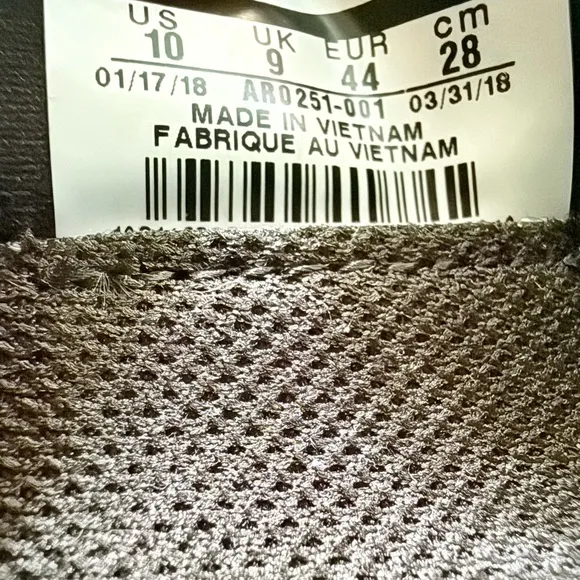 US UK EUR cm
10 9 44 28
01/17/18 AR0251-001 03/31/18
MADE IN VIETNAM
FABRIQUE AU VIETNAM